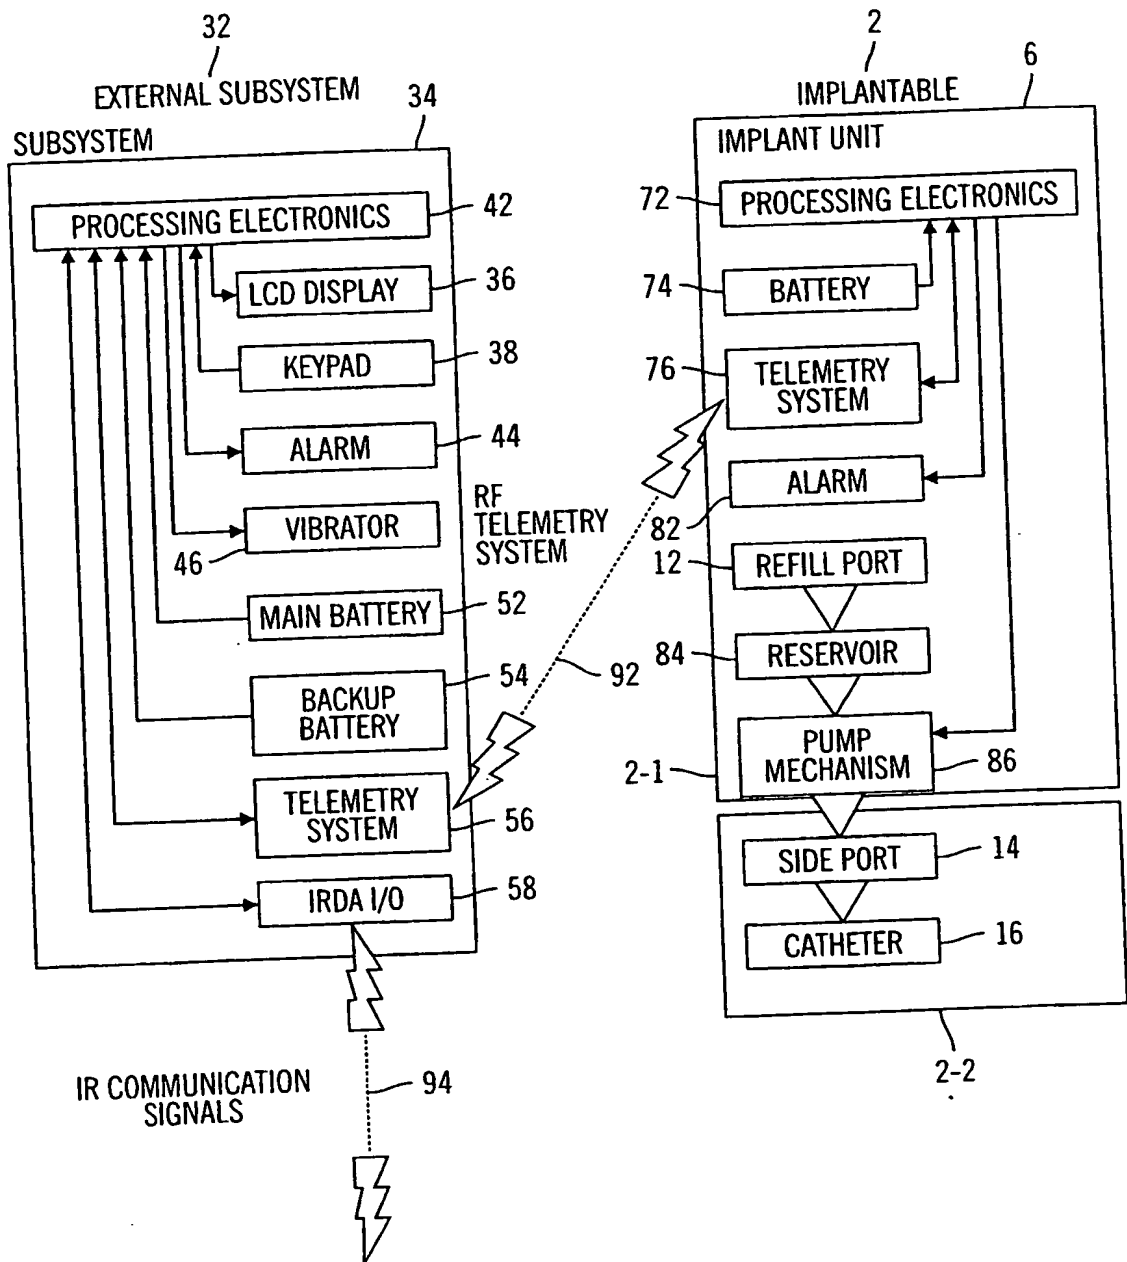 32
EXTERNAL SUBSYSTEM
34
SUBSYSTEM
PROCESSING ELECTRONICS
42
LCD DISPLAY
36
KEYPAD
38
ALARM
44
VIBRATOR
46
MAIN BATTERY
52
BACKUP
BATTERY
54
TELEMETRY
SYSTEM
56
IRDA I/O
58
RF
TELEMETRY
SYSTEM
92
IR COMMUNICATION
SIGNALS
94
2
IMPLANTABLE
6
IMPLANT UNIT
72
PROCESSING ELECTRONICS
74
BATTERY
76
TELEMETRY
SYSTEM
ALARM
82
12
REFILL PORT
84
RESERVOIR
PUMP
MECHANISM
86
2-1
SIDE PORT
14
CATHETER
16
2-2